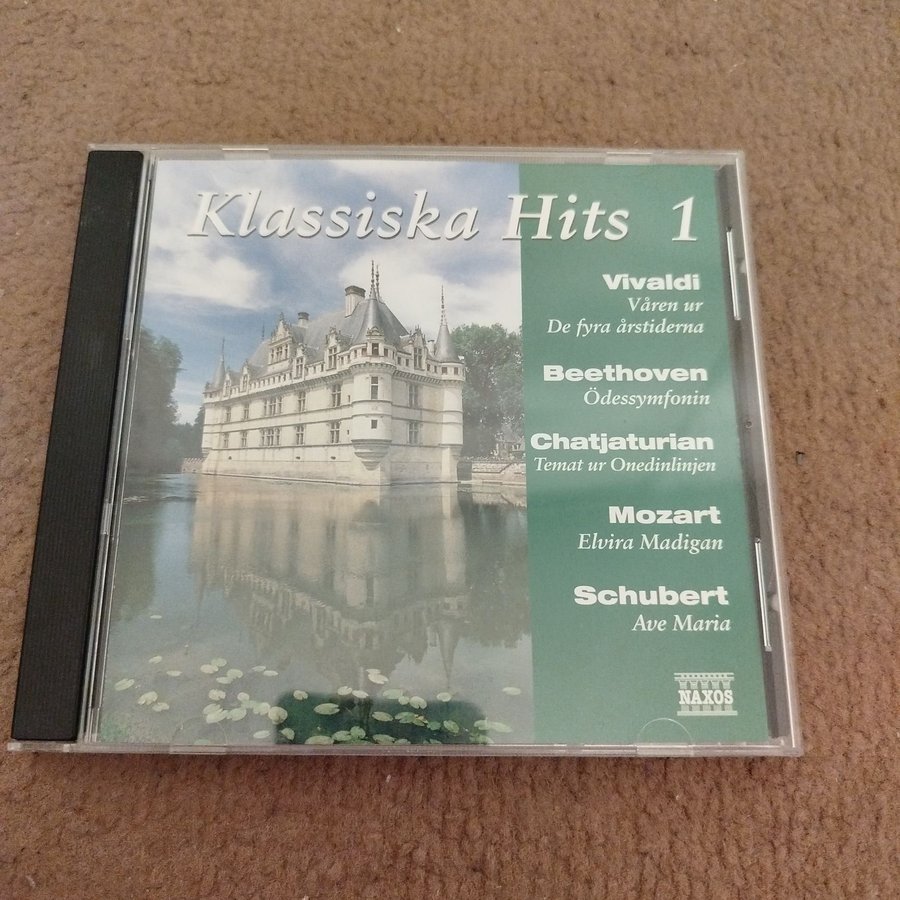 Klassiska Hits 1
Vivaldi
Våren ur
De fyra årstiderna
Beethoven
Ödessymfonin
Chatjaturian
Temat ur Onedinlinjen
Mozart
Elvira Madigan
Schubert
Ave Maria
NAXOS